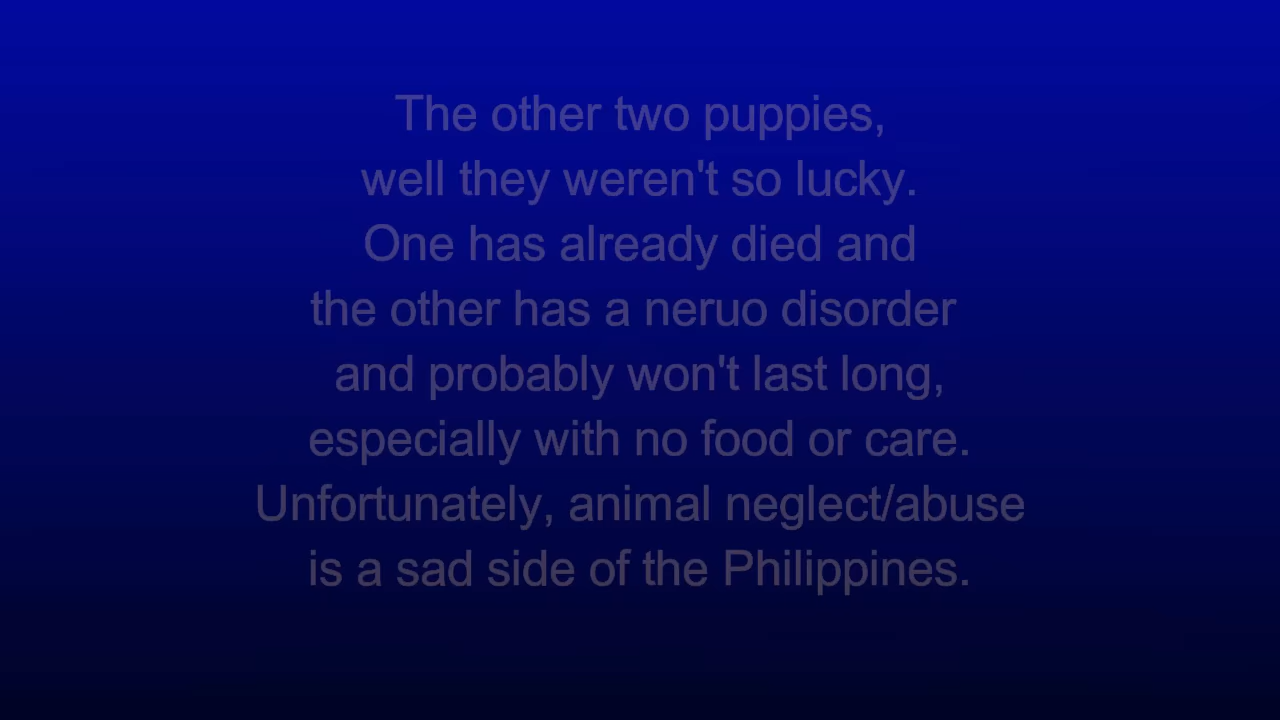 The other two puppies,
well they weren't so lucky.
One has already died and
the other has a neruo disorder
and probably won't last long,
especially with no food or care.
Unfortunately, animal neglect/abuse
is a sad side of the Philippines.